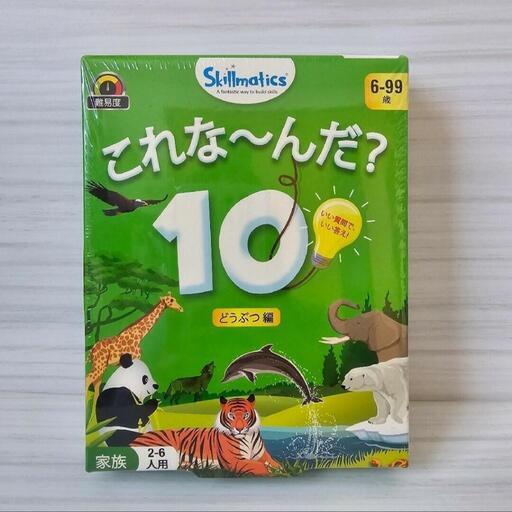 Skillmatics
A fantastic way to build skills
難易度
6-99
歳
これな〜んだ?
10
いい質問で、
いい答え!
どうぶつ 編
家族
2-6
人用